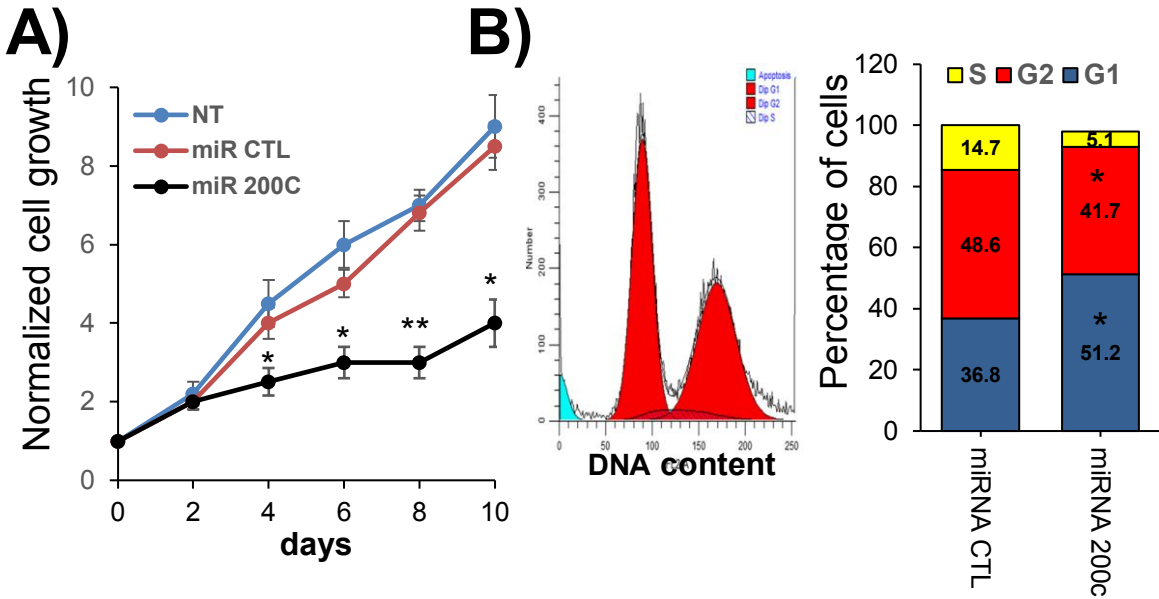 A)
Normalized cell growth
10
8
6
4
2
0
NT
miR CTL
miR 200C
*
*
**
*
0 2 4 6 8 10
days
B)
Number
400
300
200
100
0
Apoptosis
Dip G1
Dip G2
Dip S
0 50 100 150 200 250
DNA content
Percentage of cells
120
100
80
60
40
20
0
S G2 G1
14.7
48.6
36.8
5.1
*
41.7
*
51.2
miRNA CTL
miRNA 200c